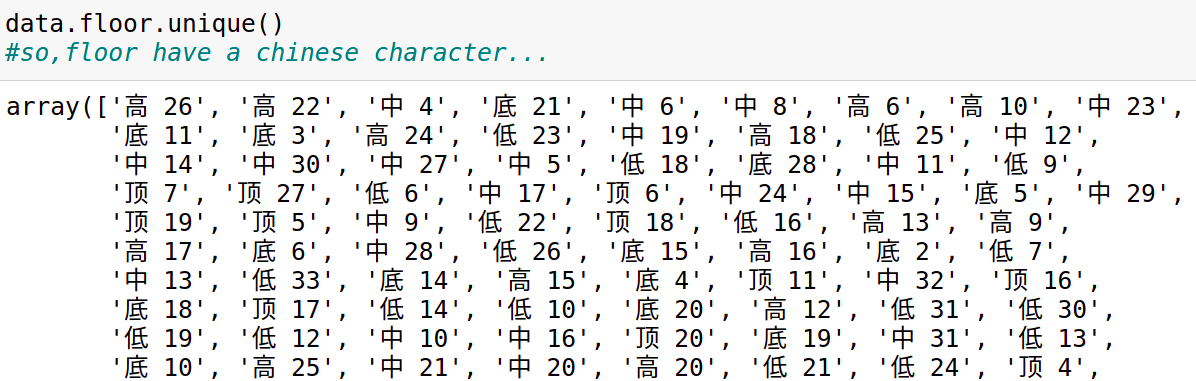 data.floor.unique()
#so,floor have a chinese character...
array(['高 26', '高 22', '中 4', '底 21', '中 6', '中 8', '高 6', '高 10', '中 23',
'底 11', '底 3', '高 24', '低 23', '中 19', '高 18', '低 25', '中 12',
'中 14', '中 30', '中 27', '中 5', '低 18', '底 28', '中 11', '低 9',
'顶 7', '顶 27', '低 6', '中 17', '顶 6', '中 24', '中 15', '底 5', '中 29',
'顶 19', '顶 5', '中 9', '低 22', '顶 18', '低 16', '高 13', '高 9',
'高 17', '底 6', '中 28', '低 26', '底 15', '高 16', '底 2', '低 7',
'中 13', '低 33', '底 14', '高 15', '底 4', '顶 11', '中 32', '顶 16',
'底 18', '顶 17', '低 14', '低 10', '底 20', '高 12', '低 31', '低 30',
'低 19', '低 12', '中 10', '中 16', '顶 20', '底 19', '中 31', '低 13',
'底 10', '高 25', '中 21', '中 20', '高 20', '低 21', '低 24', '顶 4',